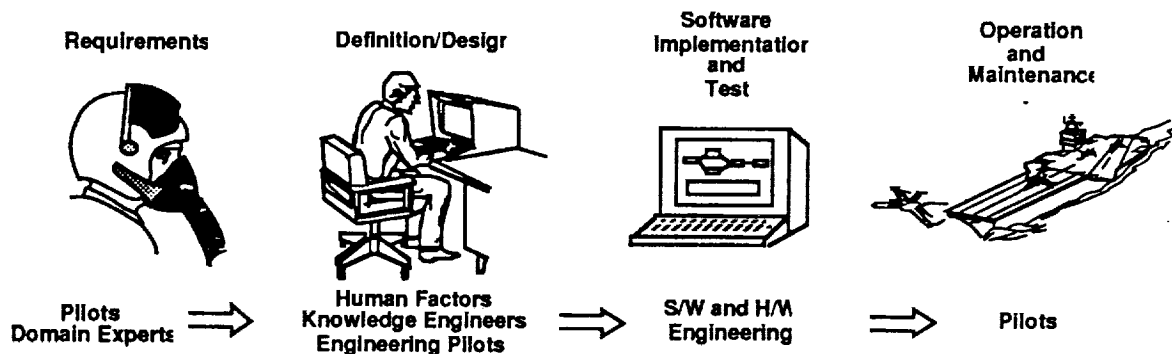 Requirements
Definition/Desigr
Software
Implementatior
and
Test
Operation
and
Maintenance
Pilots
Domain Experts
Human Factors
Knowledge Engineers
Engineering Pilots
S/W and H/W
Engineering
Pilots